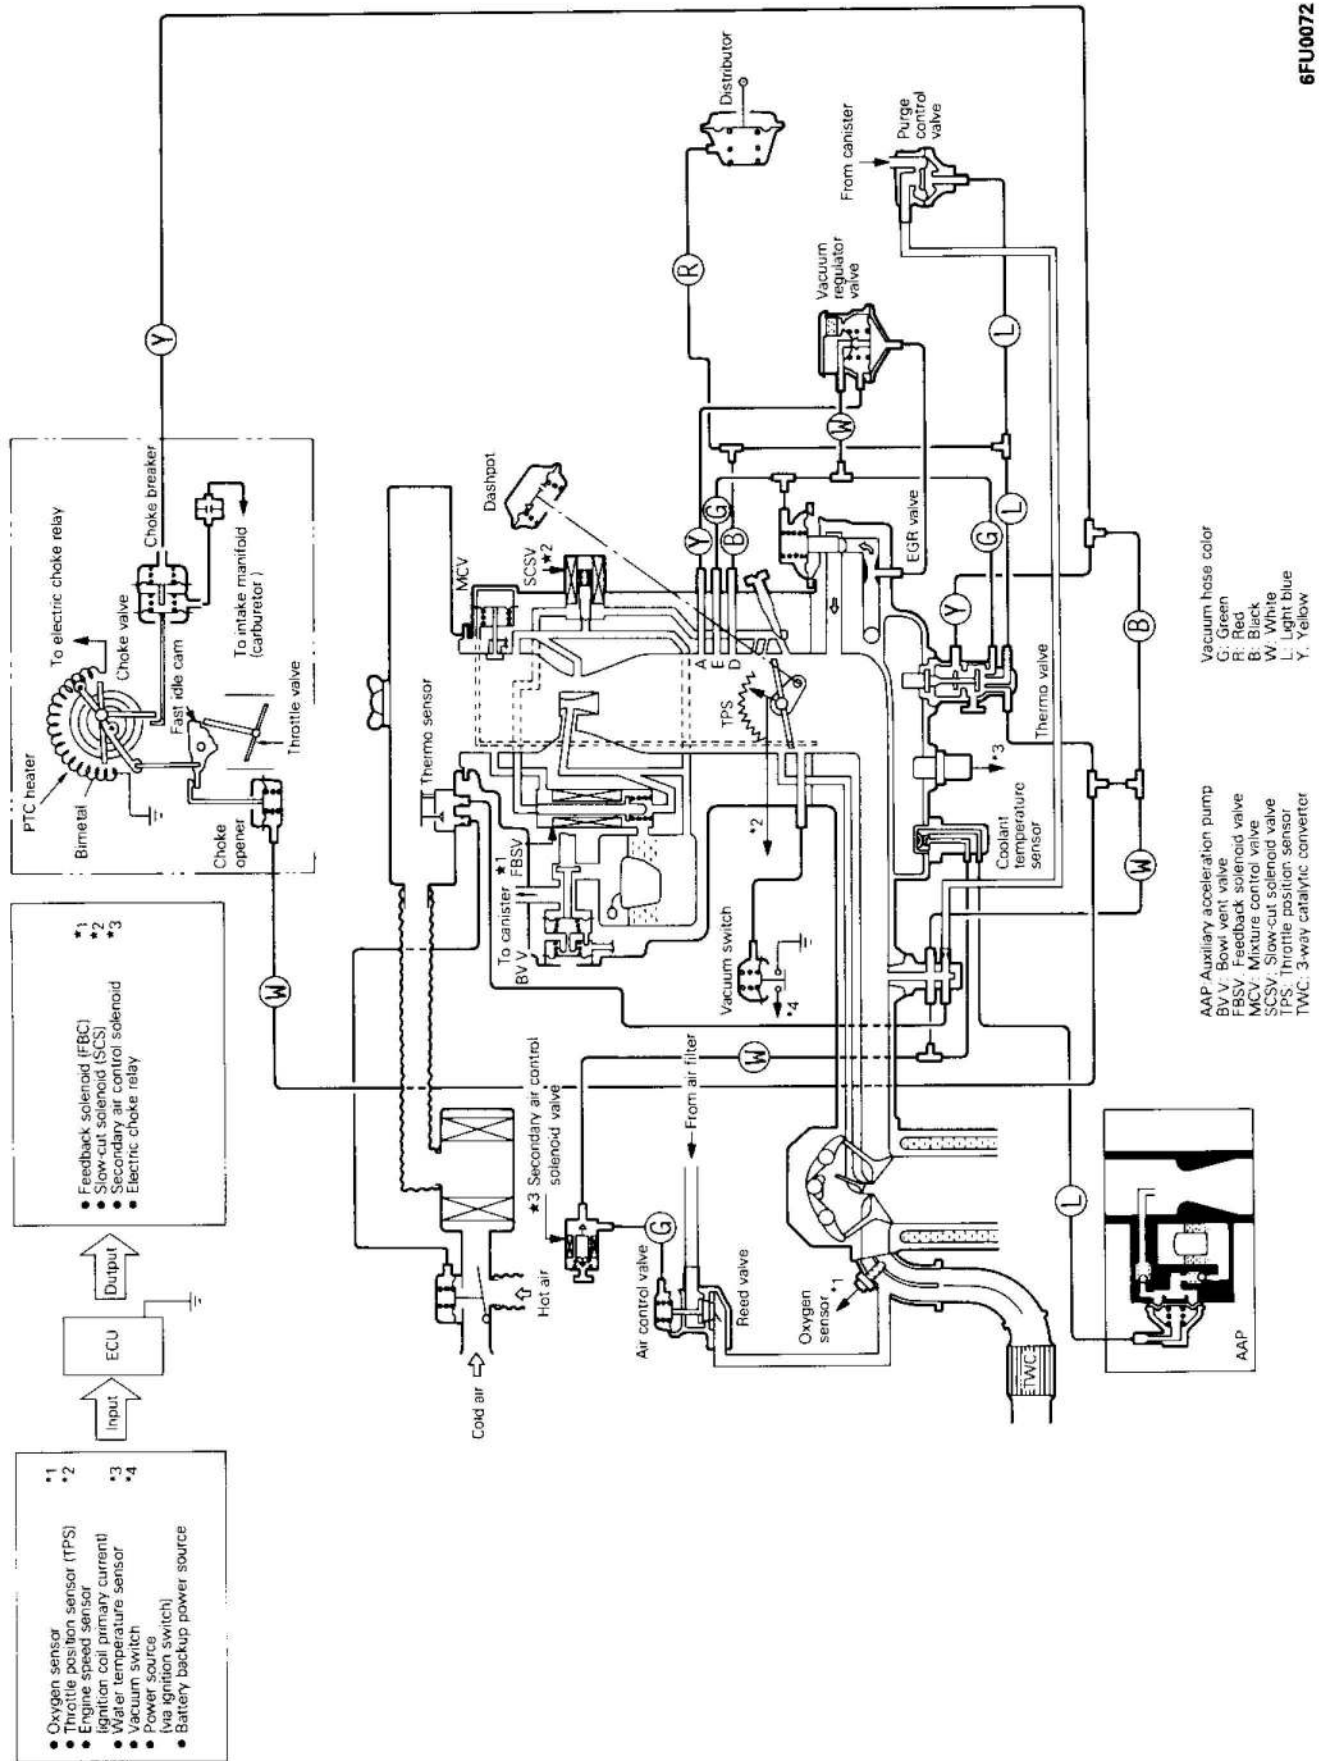 ● Oxygen sensor *1
● Throttle position sensor (TPS) *2
● Engine speed sensor
(ignition coil primary current)
● Water temperature sensor *3
● Vacuum switch *4
● Power source
(via ignition switch)
● Battery backup power source
Input
ECU
Output
● Feedback solenoid (FBC) *1
● Slow-cut solenoid (SCS) *2
● Secondary air control solenoid *3
● Electric choke relay
PTC heater
Bimetal
To electric choke relay
Choke valve
Choke breaker
Fast idle cam
To intake manifold
(carburetor)
Throttle valve
Choke
opener
Y
W
Thermo sensor
MCV
SCSV
★2
Dashpot
Distributor
R
★1
FBSV
To canister
BV V
A
E
D
Y
G
B
TPS
*2
Vacuum
regulator
valve
W
From canister
Purge
control
valve
L
EGR valve
G
L
Y
Thermo valve
*3
Coolant
temperature
sensor
B
W
Vacuum switch
*4
Cold air
Hot air
★3 Secondary air control
solenoid valve
W
G
From air filter
Air control valve
Reed valve
Oxygen
sensor *1
TWC
L
AAP
AAP: Auxiliary acceleration pump
BV V: Bowl vent valve
FBSV: Feedback solenoid valve
MCV: Mixture control valve
SCSV: Slow-cut solenoid valve
TPS: Throttle position sensor
TWC: 3-way catalytic converter
Vacuum hose color
G: Green
R: Red
B: Black
W: White
L: Light blue
Y: Yellow
6FU0072